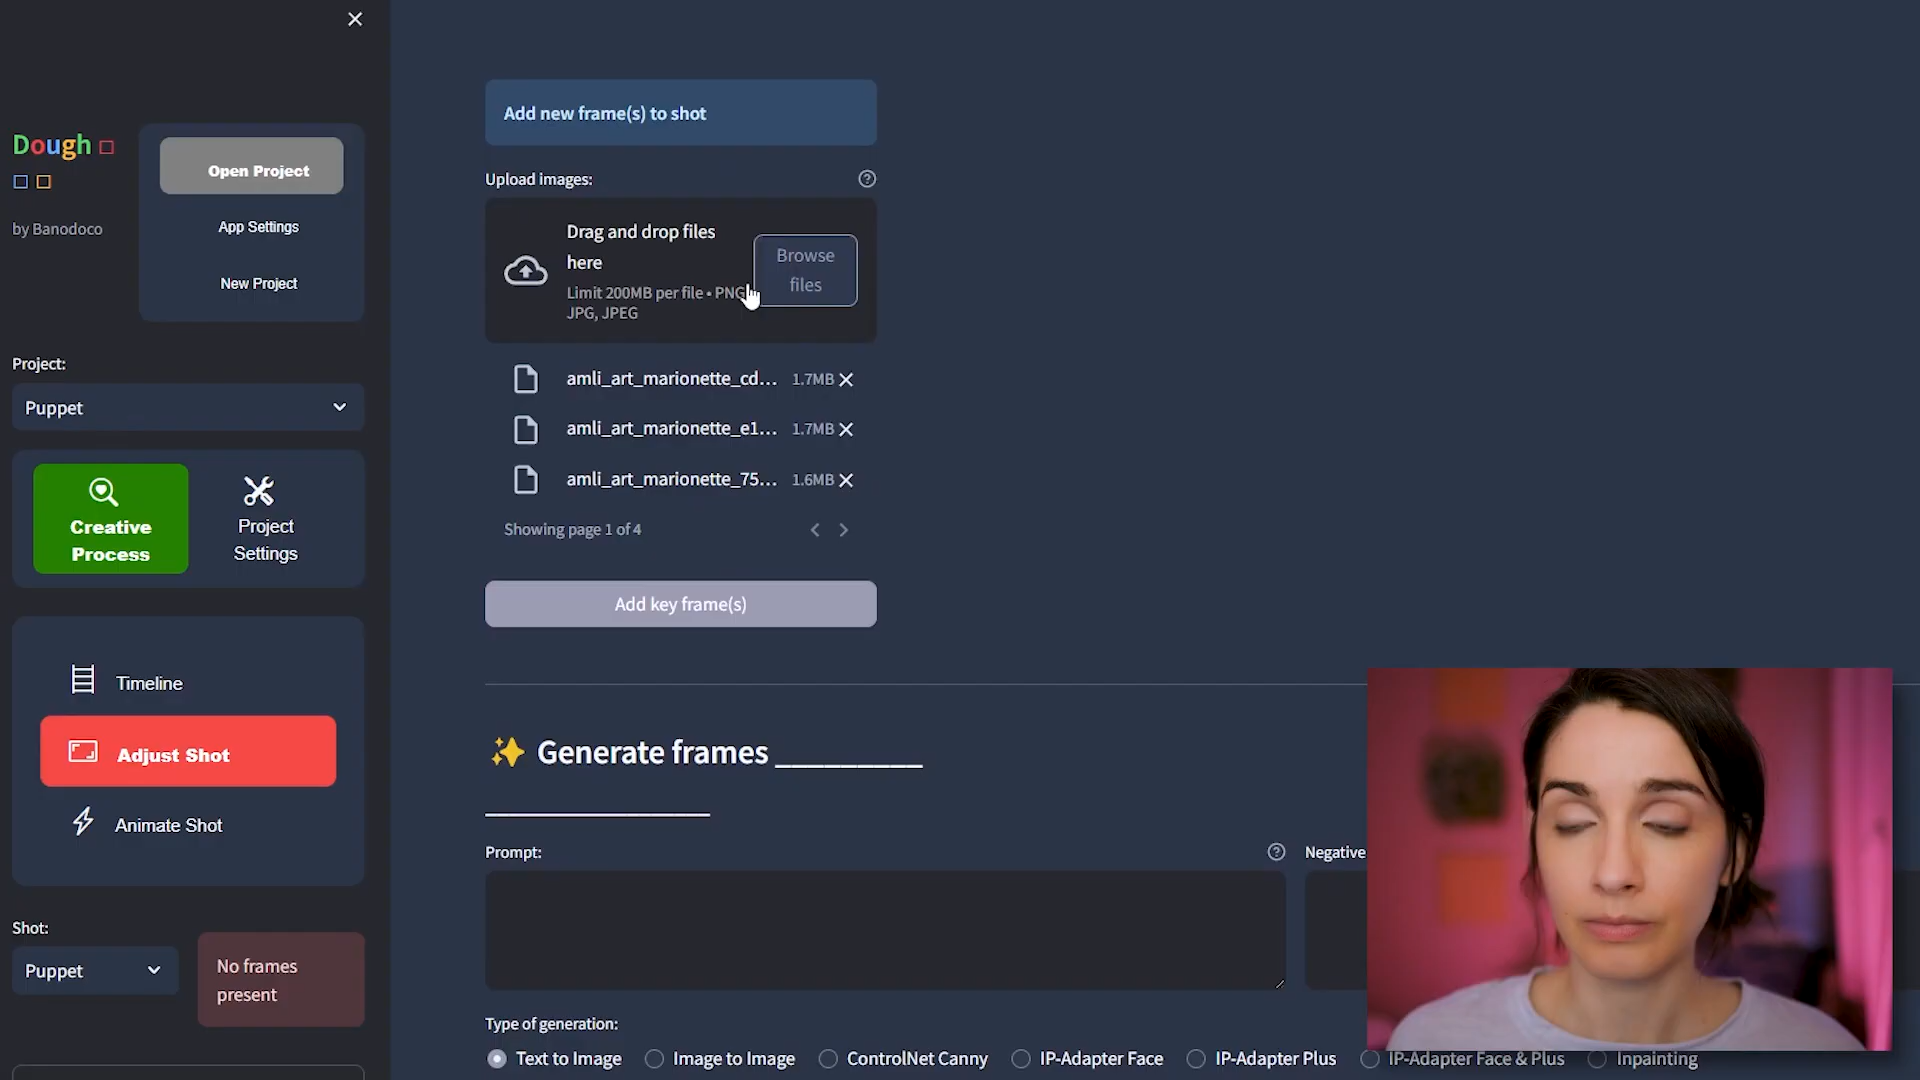 Dough
by Banodoco
Open Project
App Settings
New Project
Project:
Puppet
Creative
Process
Project
Settings
Timeline
Adjust Shot
Animate Shot
Shot:
Puppet
No frames
present
Add new frame(s) to shot
Upload images:
Drag and drop files
here
Limit 200MB per file • PNG
JPG, JPEG
Browse
files
amli_art_marionette_cd... 1.7MB
amli_art_marionette_e1... 1.7MB
amli_art_marionette_75... 1.6MB
Showing page 1 of 4
Add key frame(s)
Generate frames _________
Prompt:
Negative
Type of generation:
Text to Image
Image to Image
ControlNet Canny
IP-Adapter Face
IP-Adapter Plus
IP-Adapter Face & Plus
Inpainting